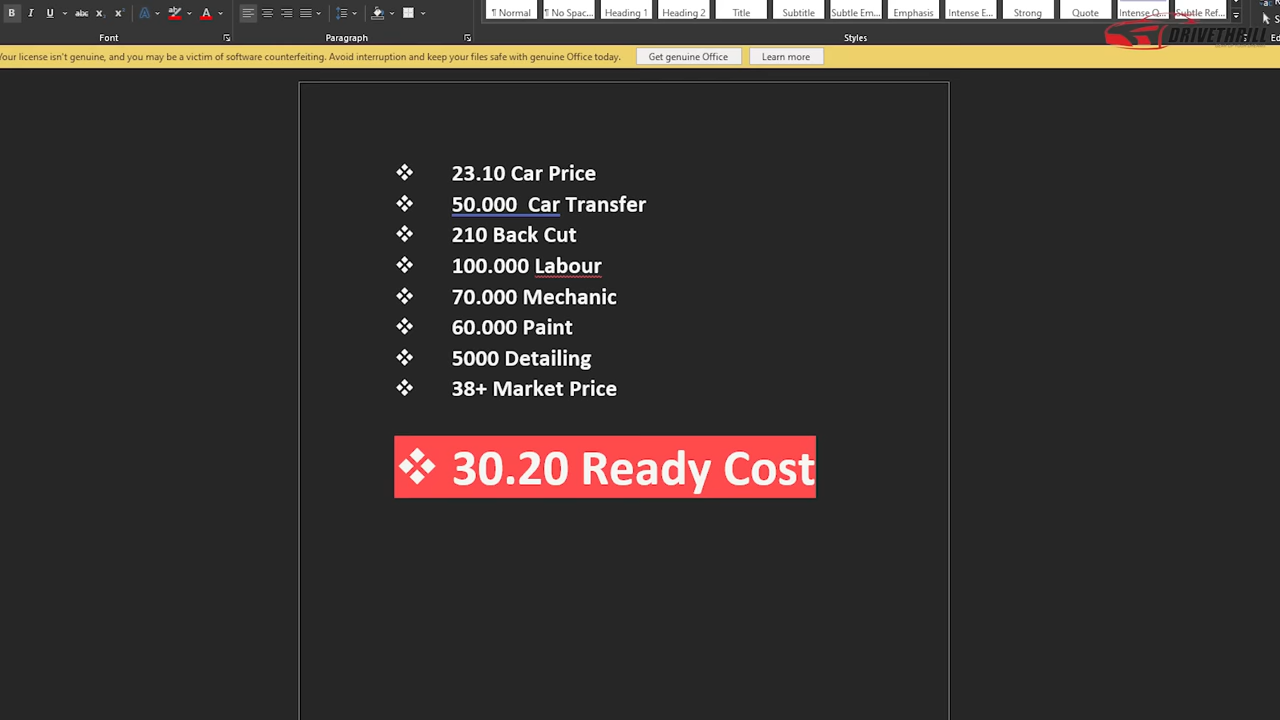 B I U abc x x A A
¶ Normal ¶ No Spac... Heading 1 Heading 2 Title Subtitle Subtle Em... Emphasis Intense E... Strong Quote Intense Q... Subtle Ref...
DRIVETHRILL
Font Paragraph Styles
Your license isn't genuine, and you may be a victim of software counterfeiting. Avoid interruption and keep your files safe with genuine Office today. Get genuine Office Learn more
❖ 23.10 Car Price
❖ 50.000 Car Transfer
❖ 210 Back Cut
❖ 100.000 Labour
❖ 70.000 Mechanic
❖ 60.000 Paint
❖ 5000 Detailing
❖ 38+ Market Price
❖ 30.20 Ready Cost